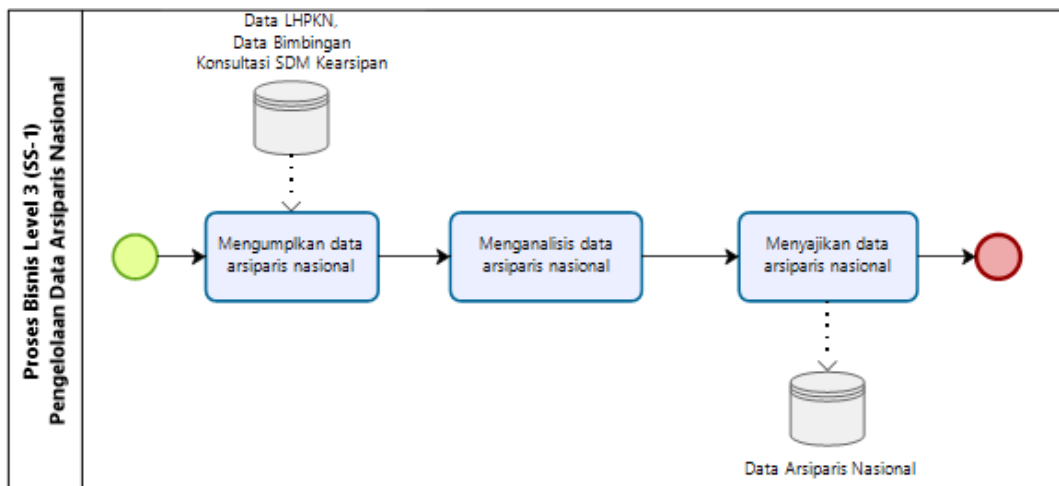 Proses Bisnis Level 3 (SS-1)
Pengelolaan Data Arsiparis Nasional
Data LHPKN,
Data Bimbingan
Konsultasi SDM Kearsipan
Mengumplkan data
arsiparis nasional
Menganalisis data
arsiparis nasional
Menyajikan data
arsiparis nasional
Data Arsiparis Nasional